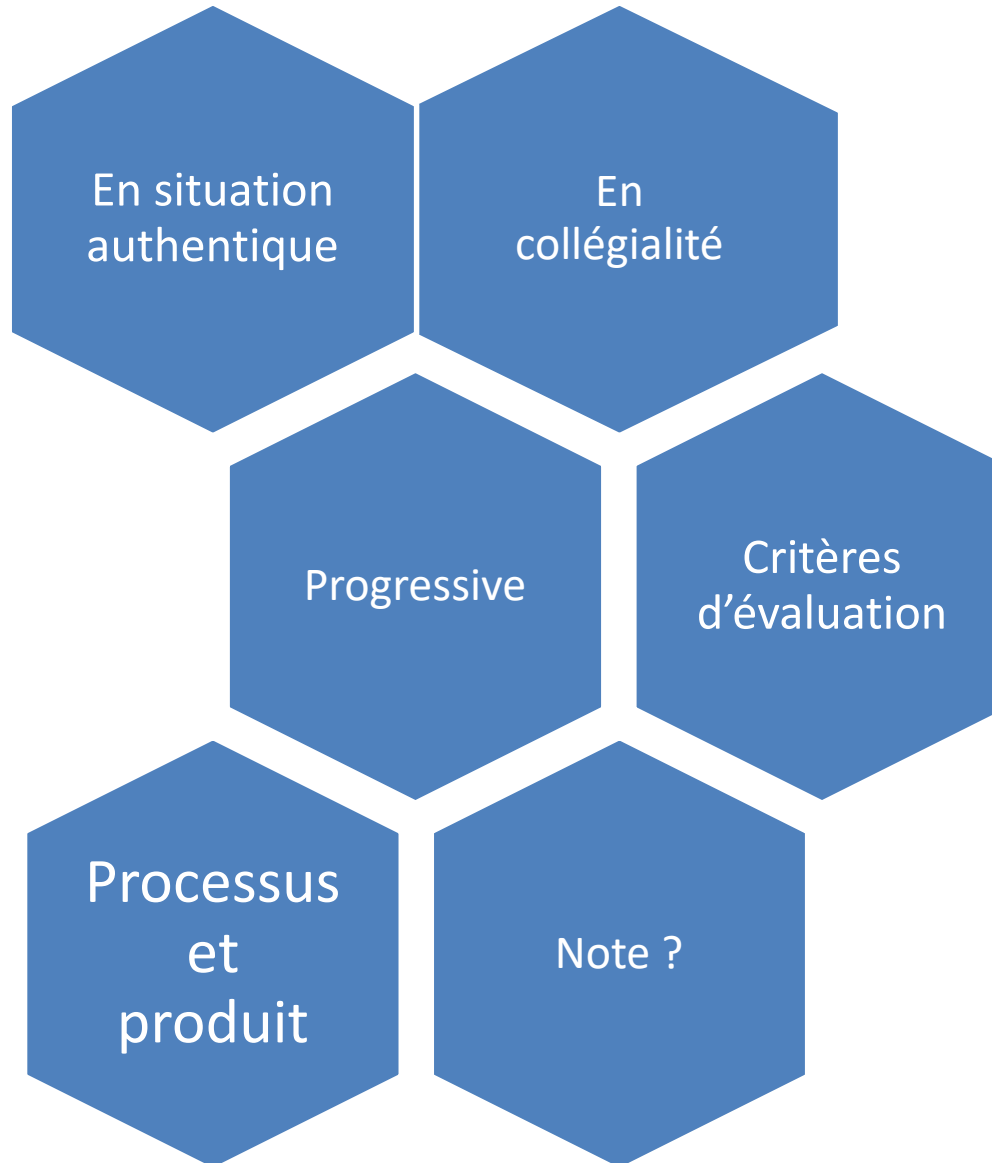 En situation
authentique
En
collégialité
Progressive
Critères
d’évaluation
Processus
et
produit
Note ?